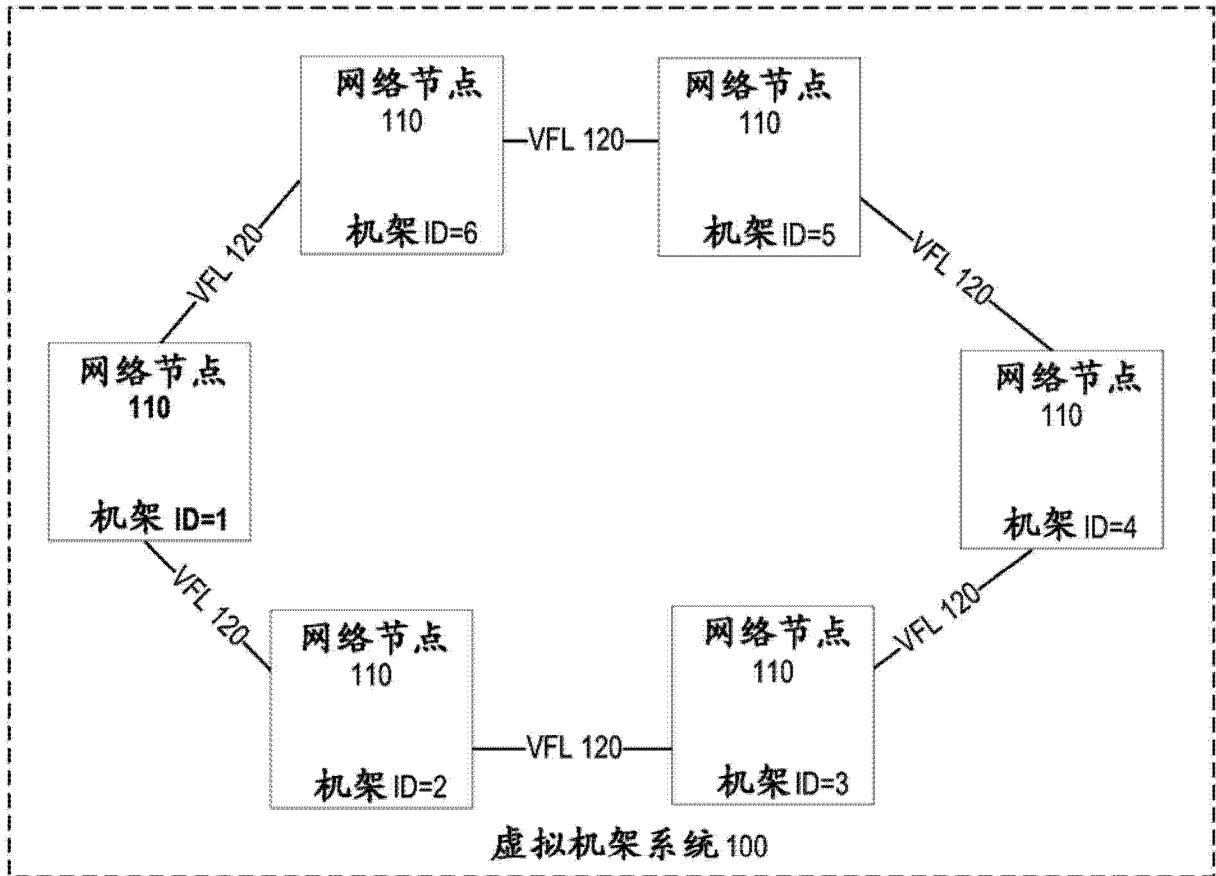 网络节点
110
机架 ID=6
VFL 120
网络节点
110
机架 ID=5
VFL 120
VFL 120
网络节点
110
机架 ID=1
网络节点
110
机架 ID=4
VFL 120
网络节点
110
机架 ID=2
VFL 120
网络节点
110
机架 ID=3
VFL 120
虚拟机架系统 100